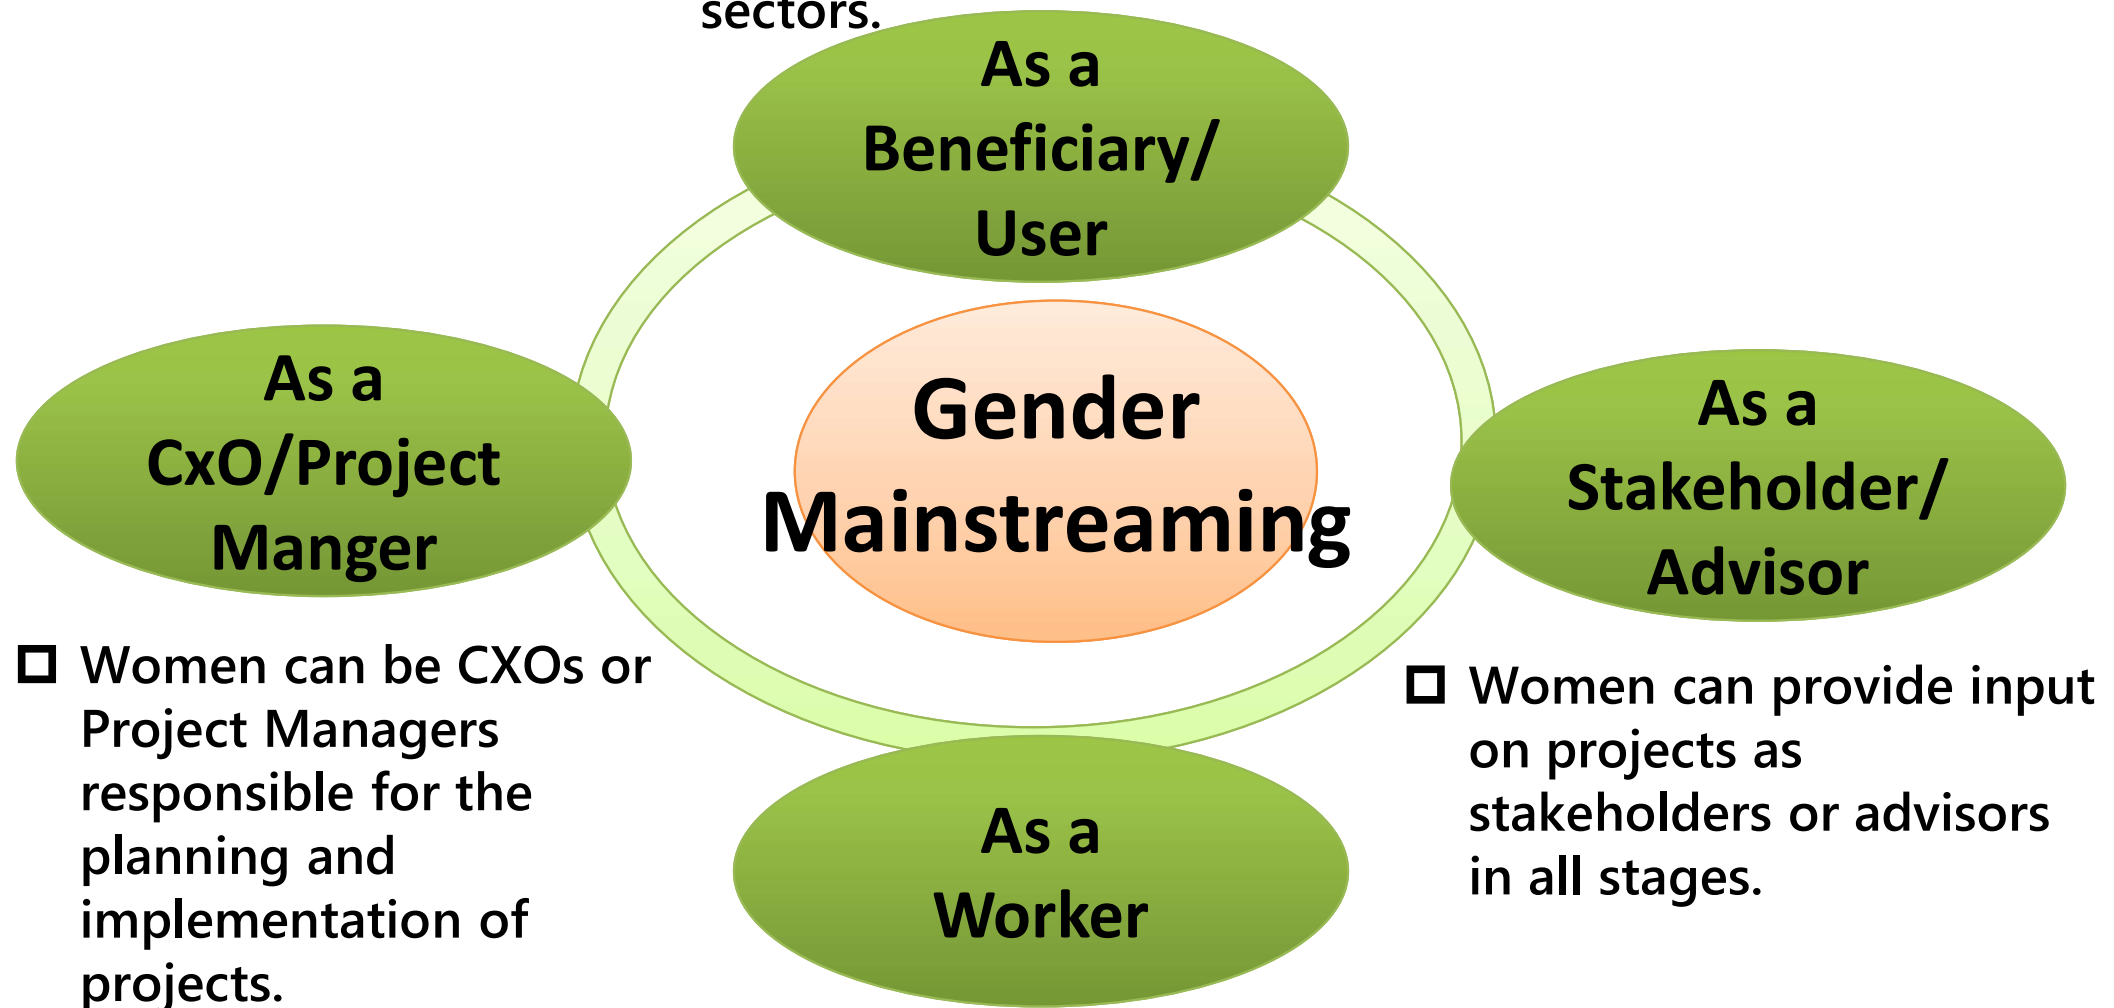 sectors.
As a
Beneficiary/
User
As a
CxO/Project
Manger
Gender
Mainstreaming
As a
Stakeholder/
Advisor
Women can be CXOs or
Project Managers
responsible for the
planning and
implementation of
projects.
Women can provide input
on projects as
stakeholders or advisors
in all stages.
As a
Worker